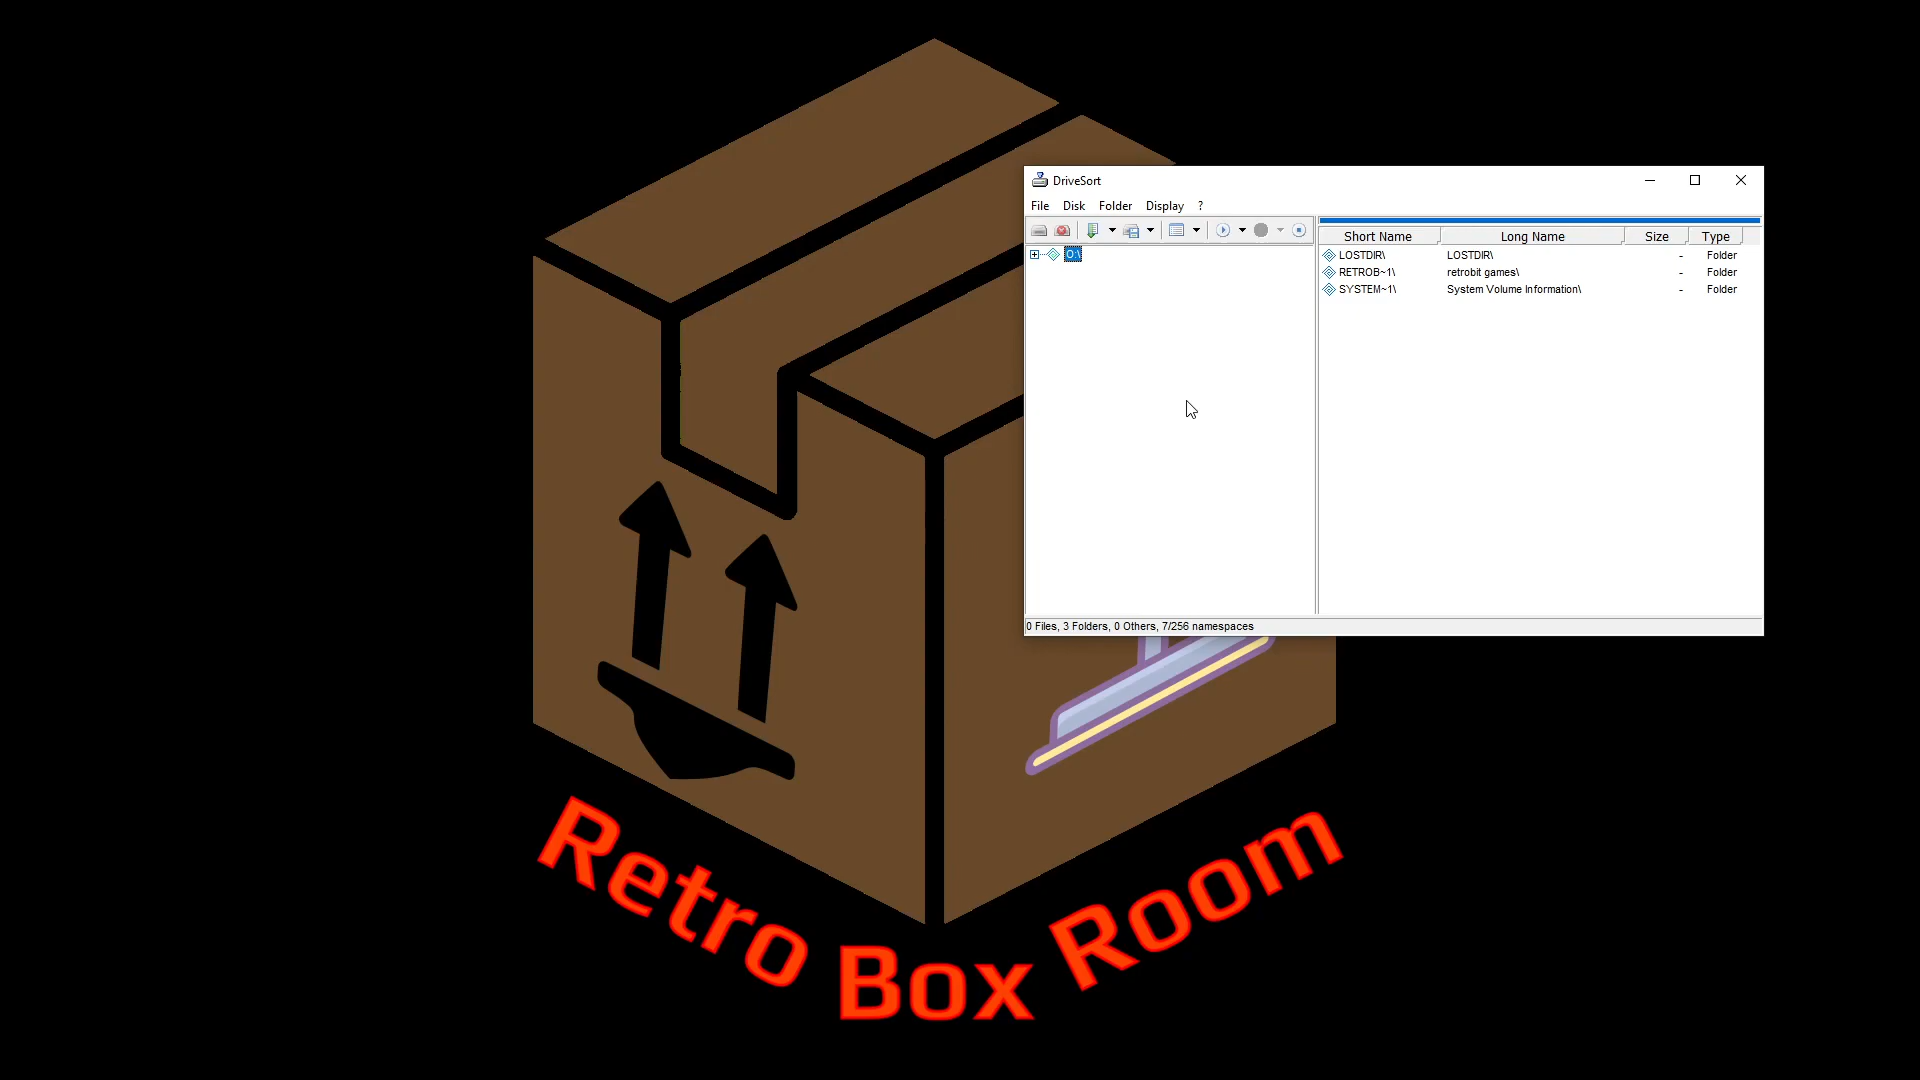 DriveSort
File Disk Folder Display ?
O:\
Short Name Long Name Size Type
LOSTDIR\ LOSTDIR\ - Folder
RETROB~1\ retrobit games\ - Folder
SYSTEM~1\ System Volume Information\ - Folder
0 Files, 3 Folders, 0 Others, 7/256 namespaces
Retro Box Room